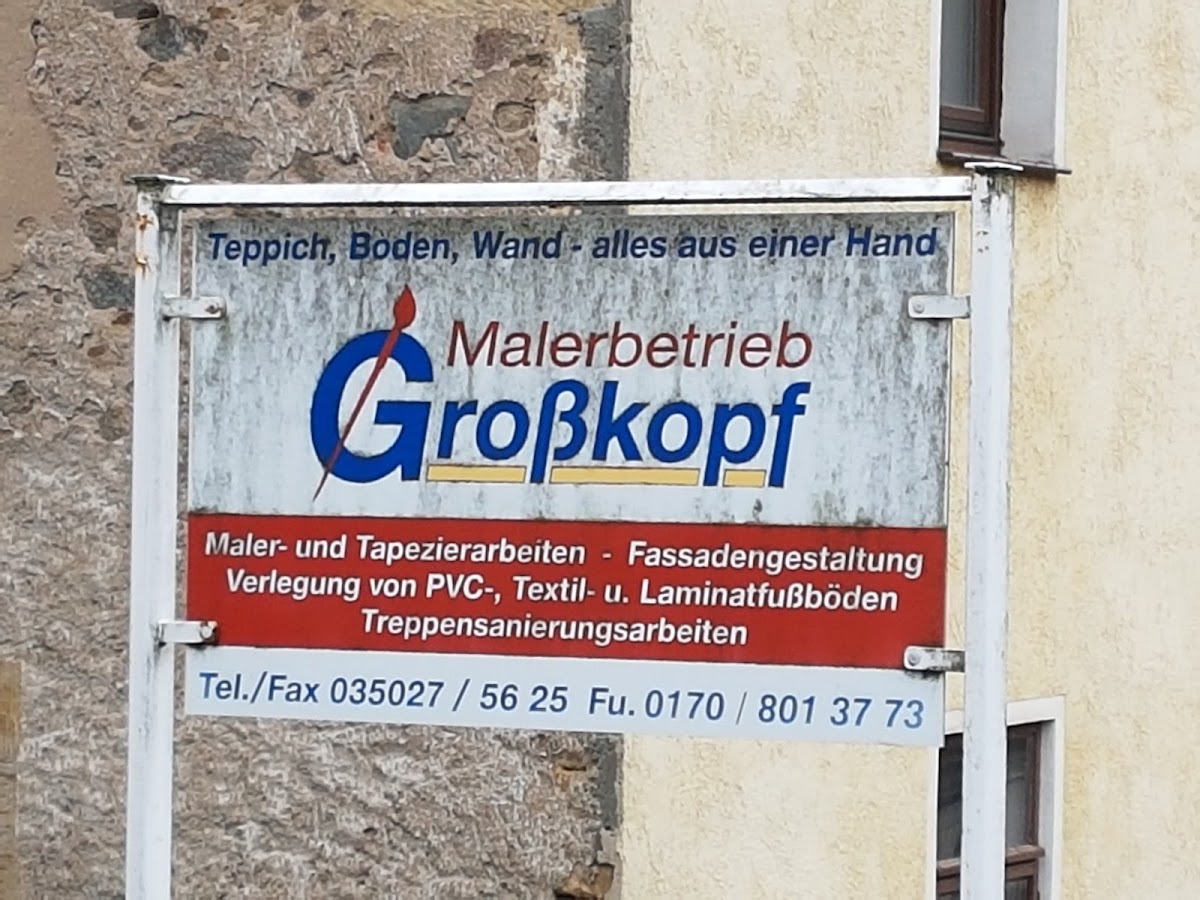 Teppich, Boden, Wand - alles aus einer Hand
Malerbetrieb
Großkopf
Maler- und Tapezierarbeiten - Fassadengestaltung
Verlegung von PVC-, Textil- u. Laminatfußböden
Treppensanierungsarbeiten
Tel./Fax 035027 / 56 25 Fu. 0170 / 801 37 73